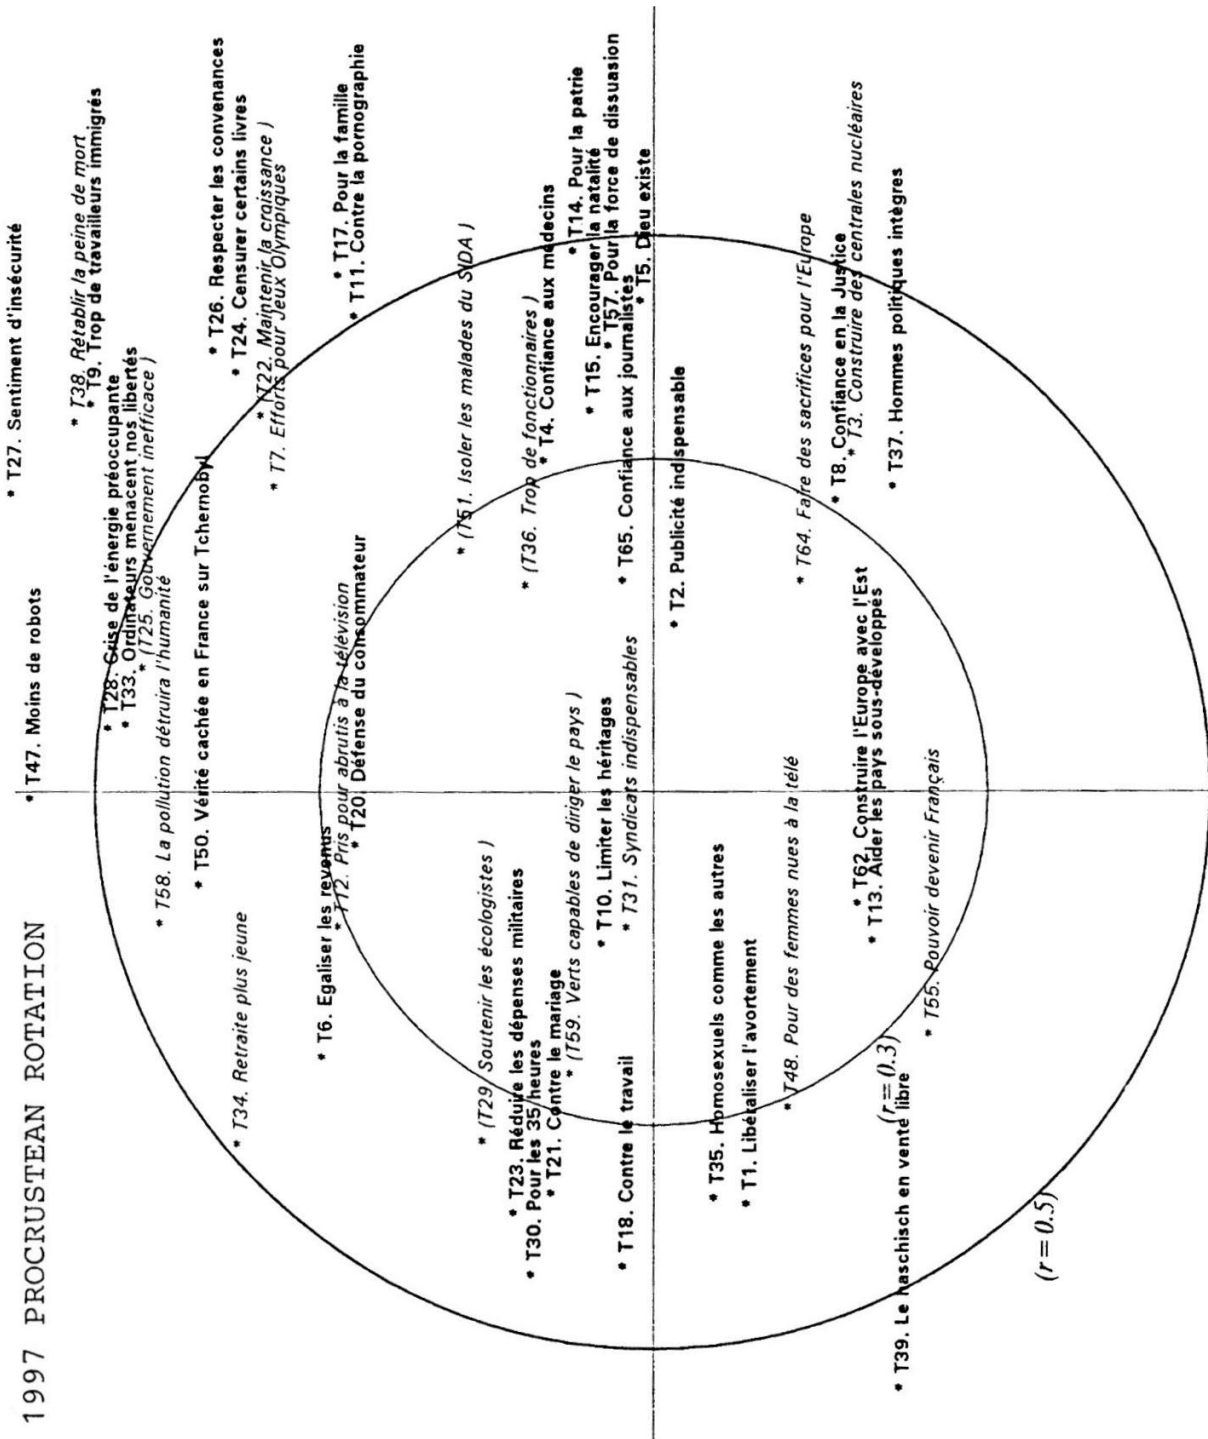 1997 PROCRUSTEAN ROTATION
* T47. Moins de robots
* T27. Sentiment d'insécurité
* T38. Rétablir la peine de mort
* T9. Trop de travailleurs immigrés
* T28. Crise de l'énergie préoccupante
* T33. Ordinateurs menacent nos libertés
* (T25. Gouvernement inefficace )
* T58. La pollution détruira l'humanité
* T50. Vérité cachée en France sur Tchernobyl
* T26. Respecter les convenances
* T24. Censurer certains livres
* (T22. Maintenir la croissance )
* T7. Efforts pour Jeux Olympiques
* T34. Retraite plus jeune
* T6. Egaliser les revenus
* T12. Pris pour abrutis à la télévision
* T20. Défense du consommateur
* T17. Pour la famille
* T11. Contre la pornographie
* (T51. Isoler les malades du SIDA )
* (T29. Soutenir les écologistes )
* T23. Réduire les dépenses militaires
* T30. Pour les 35 heures
* T21. Contre le mariage
* (T59. Verts capables de diriger le pays )
* (T36. Trop de fonctionnaires )
* T4. Confiance aux médecins
* T14. Pour la patrie
* T15. Encourager la natalité
* T57. Pour la force de dissuasion
* T10. Limiter les héritages
* T18. Contre le travail
* T31. Syndicats indispensables
* T65. Confiance aux journalistes
* T5. Dieu existe
* T2. Publicité indispensable
* T35. Homosexuels comme les autres
* T1. Libéraliser l'avortement
* T48. Pour des femmes nues à la télé
* T64. Faire des sacrifices pour l'Europe
* T8. Confiance en la Justice
* T3. Construire des centrales nucléaires
* T62. Construire l'Europe avec l'Est
* T13. Aider les pays sous-développés
* T37. Hommes politiques intègres
* T55. Pouvoir devenir Français
(r = 0.3)
* T39. Le haschisch en vente libre
(r = 0.5)